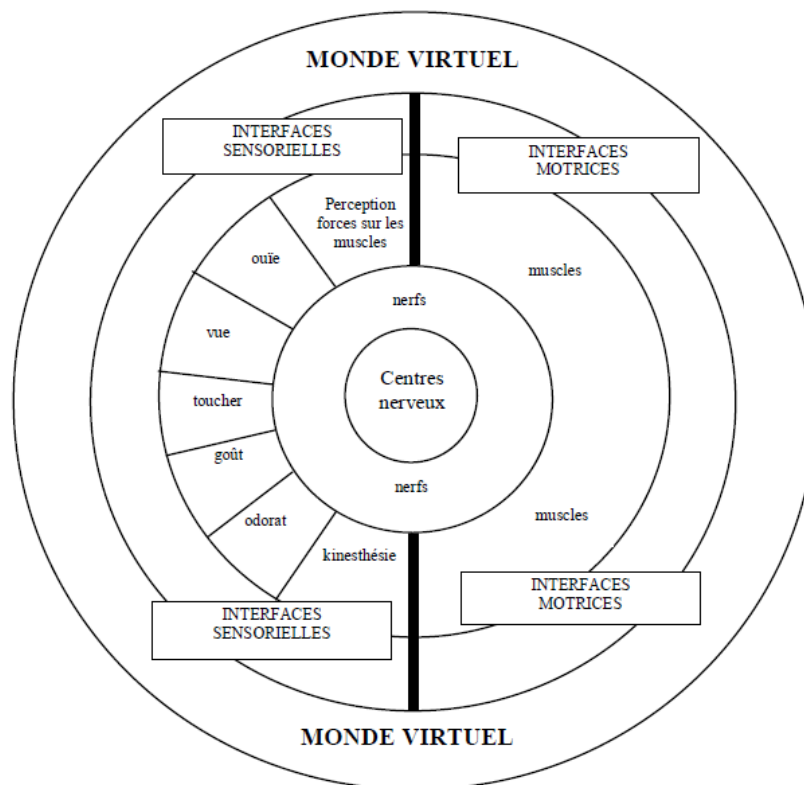 MONDE VIRTUEL
INTERFACES
SENSORIELLES
INTERFACES
MOTRICES
Perception
forces sur les
muscles
ouïe
muscles
nerfs
vue
Centres
nerveux
toucher
goût
nerfs
odorat
muscles
kinesthésie
INTERFACES
MOTRICES
INTERFACES
SENSORIELLES
MONDE VIRTUEL